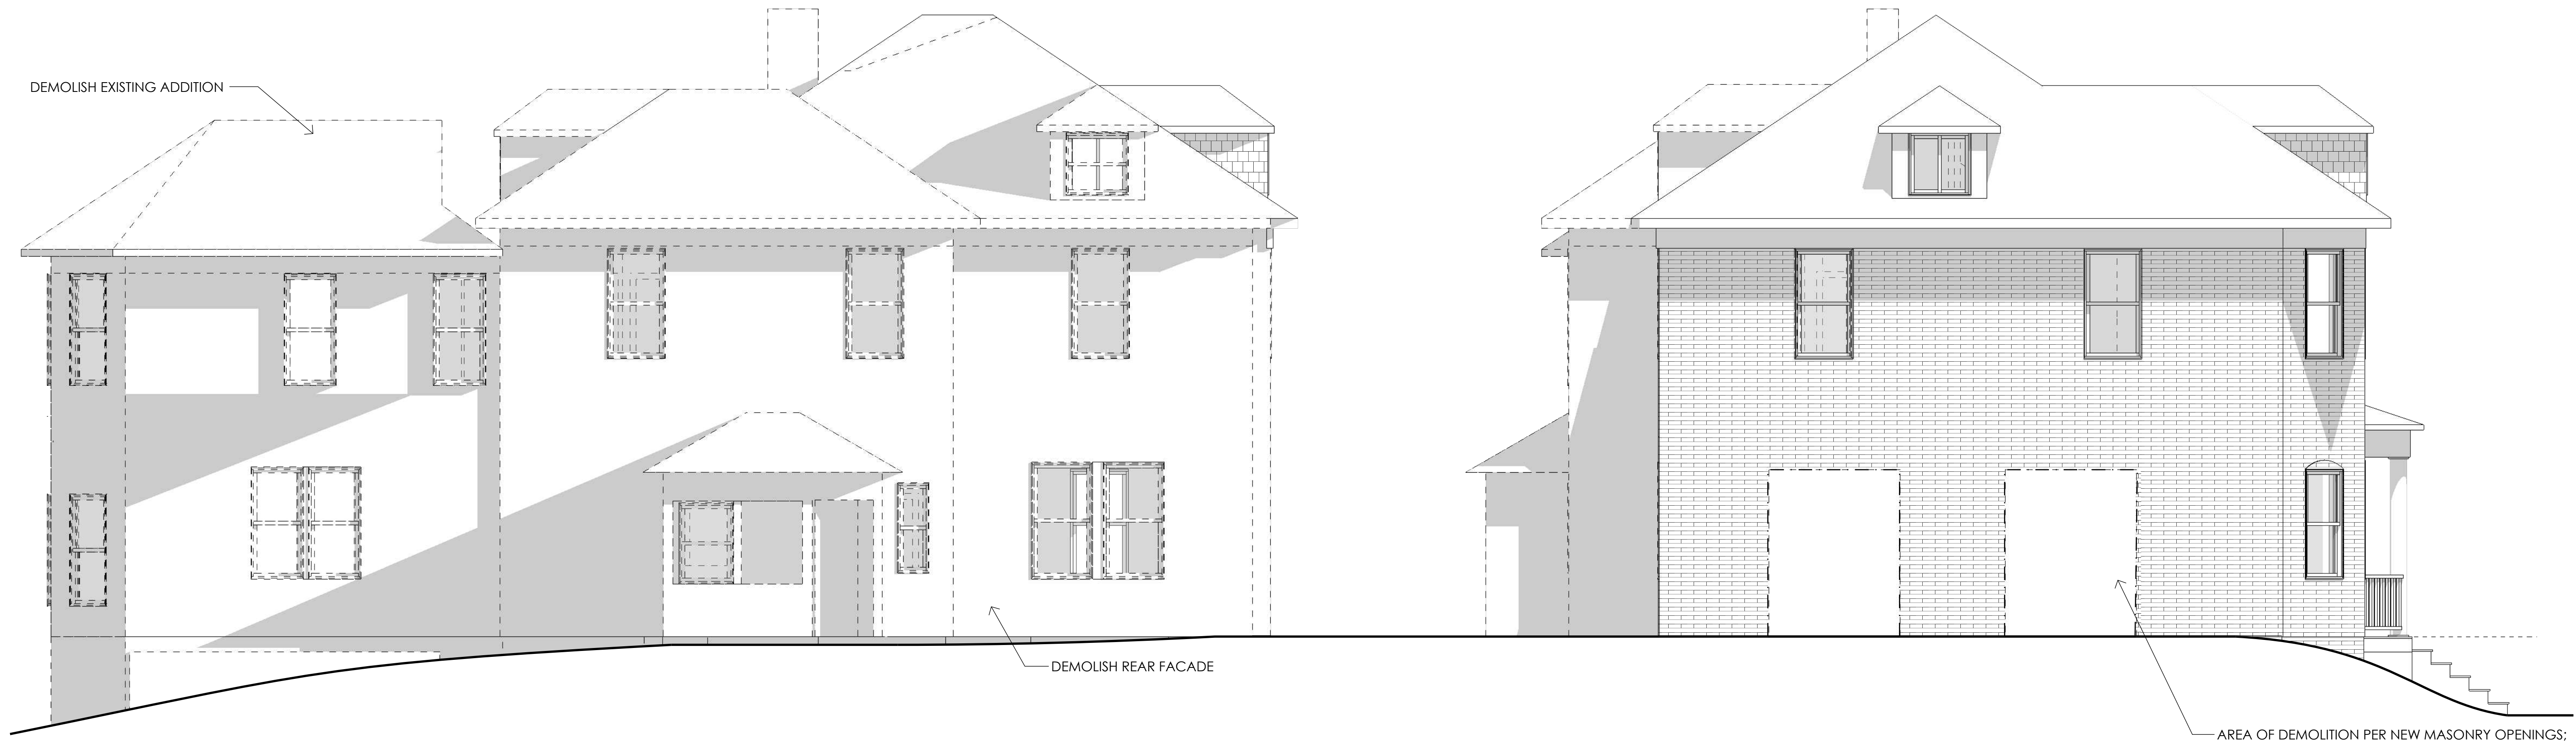 DEMOLISH EXISTING ADDITION
DEMOLISH REAR FACADE
AREA OF DEMOLITION PER NEW MASONRY OPENINGS;